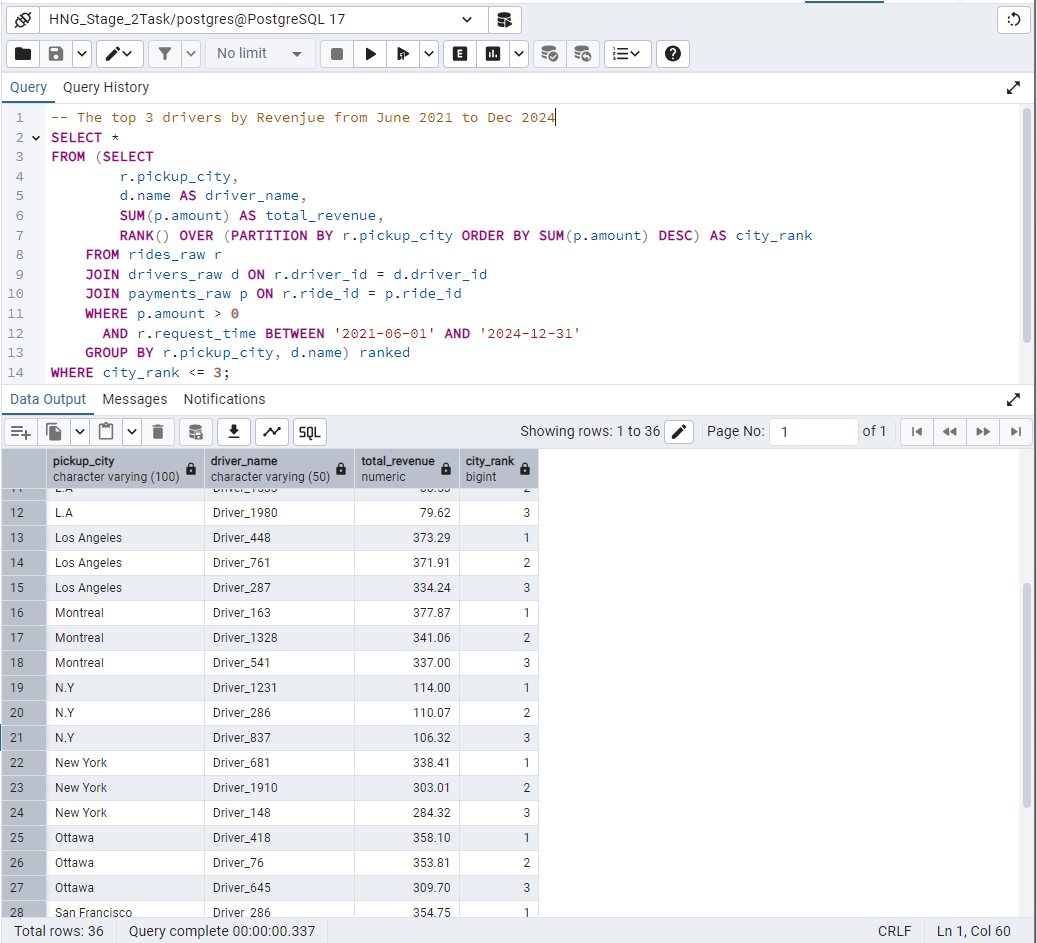 HNG_Stage_2Task/postgres@PostgreSQL 17
No limit
E
Query Query History
1 -- The top 3 drivers by Revenjue from June 2021 to Dec 2024
2 SELECT *
3 FROM (SELECT
4 r.pickup_city,
5 d.name AS driver_name,
6 SUM(p.amount) AS total_revenue,
7 RANK() OVER (PARTITION BY r.pickup_city ORDER BY SUM(p.amount) DESC) AS city_rank
8 FROM rides_raw r
9 JOIN drivers_raw d ON r.driver_id = d.driver_id
10 JOIN payments_raw p ON r.ride_id = p.ride_id
11 WHERE p.amount > 0
12 AND r.request_time BETWEEN '2021-06-01' AND '2024-12-31'
13 GROUP BY r.pickup_city, d.name) ranked
14 WHERE city_rank <= 3;
Data Output Messages Notifications
SQL Showing rows: 1 to 36 Page No: 1 of 1
pickup_city driver_name total_revenue city_rank
character varying (100) character varying (50) numeric bigint
12 L.A Driver_1980 79.62 3
13 Los Angeles Driver_448 373.29 1
14 Los Angeles Driver_761 371.91 2
15 Los Angeles Driver_287 334.24 3
16 Montreal Driver_163 377.87 1
17 Montreal Driver_1328 341.06 2
18 Montreal Driver_541 337.00 3
19 N.Y Driver_1231 114.00 1
20 N.Y Driver_286 110.07 2
21 N.Y Driver_837 106.32 3
22 New York Driver_681 338.41 1
23 New York Driver_1910 303.01 2
24 New York Driver_148 284.32 3
25 Ottawa Driver_418 358.10 1
26 Ottawa Driver_76 353.81 2
27 Ottawa Driver_645 309.70 3
28 San Francisco Driver_286 354.75 1
Total rows: 36 Query complete 00:00:00.337 CRLF Ln 1, Col 60